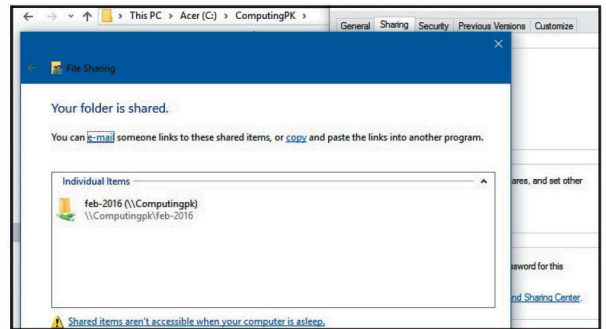 This PC > Acer (C:) > ComputingPK >
General Sharing Security Previous Versions Customize
File Sharing
Your folder is shared.
You can e-mail someone links to these shared items, or copy and paste the links into another program.
Individual Items
ares, and set other
feb-2016 (\\Computingpk)
\\Computingpk\feb-2016
sword for this
nd Sharing Center.
Shared items aren't accessible when your computer is asleep.